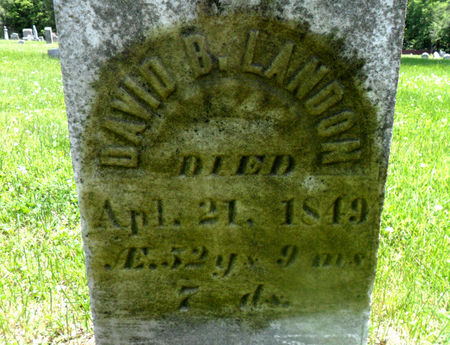 DAVID B. LANDON
DIED
Apl. 21. 1849
Æ. 52 ys. 9 ms.
7 ds.